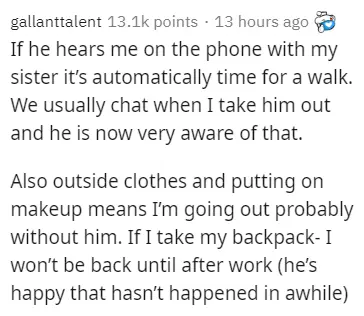 gallanttalent 13.1k points · 13 hours ago
If he hears me on the phone with my
sister it's automatically time for a walk.
We usually chat when I take him out
and he is now very aware of that.
Also outside clothes and putting on
makeup means I'm going out probably
without him. If I take my backpack- I
won't be back until after work (he's
happy that hasn't happened in awhile)